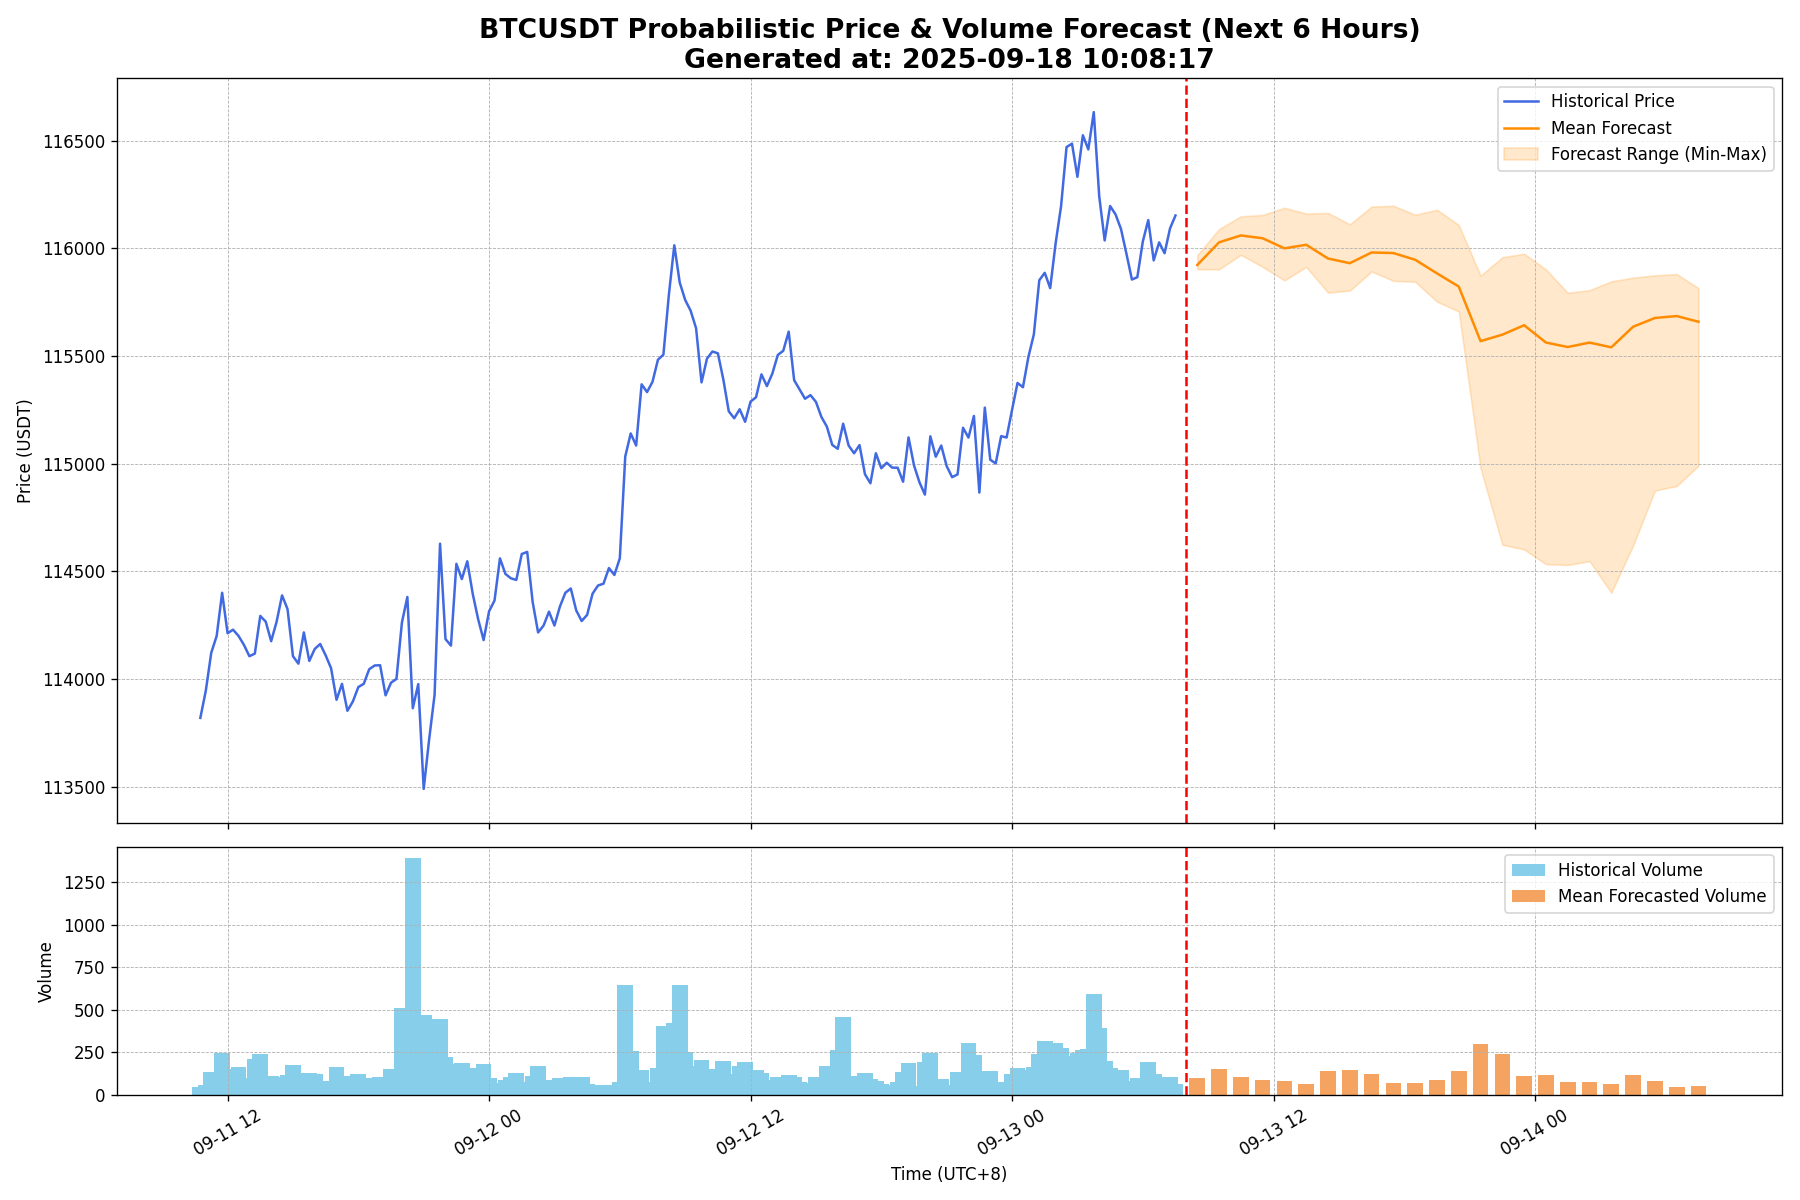 BTCUSDT Probabilistic Price & Volume Forecast (Next 6 Hours)
Generated at: 2025-09-18 10:08:17
Historical Price
Mean Forecast
Forecast Range (Min-Max)
Price (USDT)
116500
116000
115500
115000
114500
114000
113500
Historical Volume
Mean Forecasted Volume
Volume
1250
1000
750
500
250
0
09-11 12
09-12 00
09-12 12
09-13 00
09-13 12
09-14 00
Time (UTC+8)